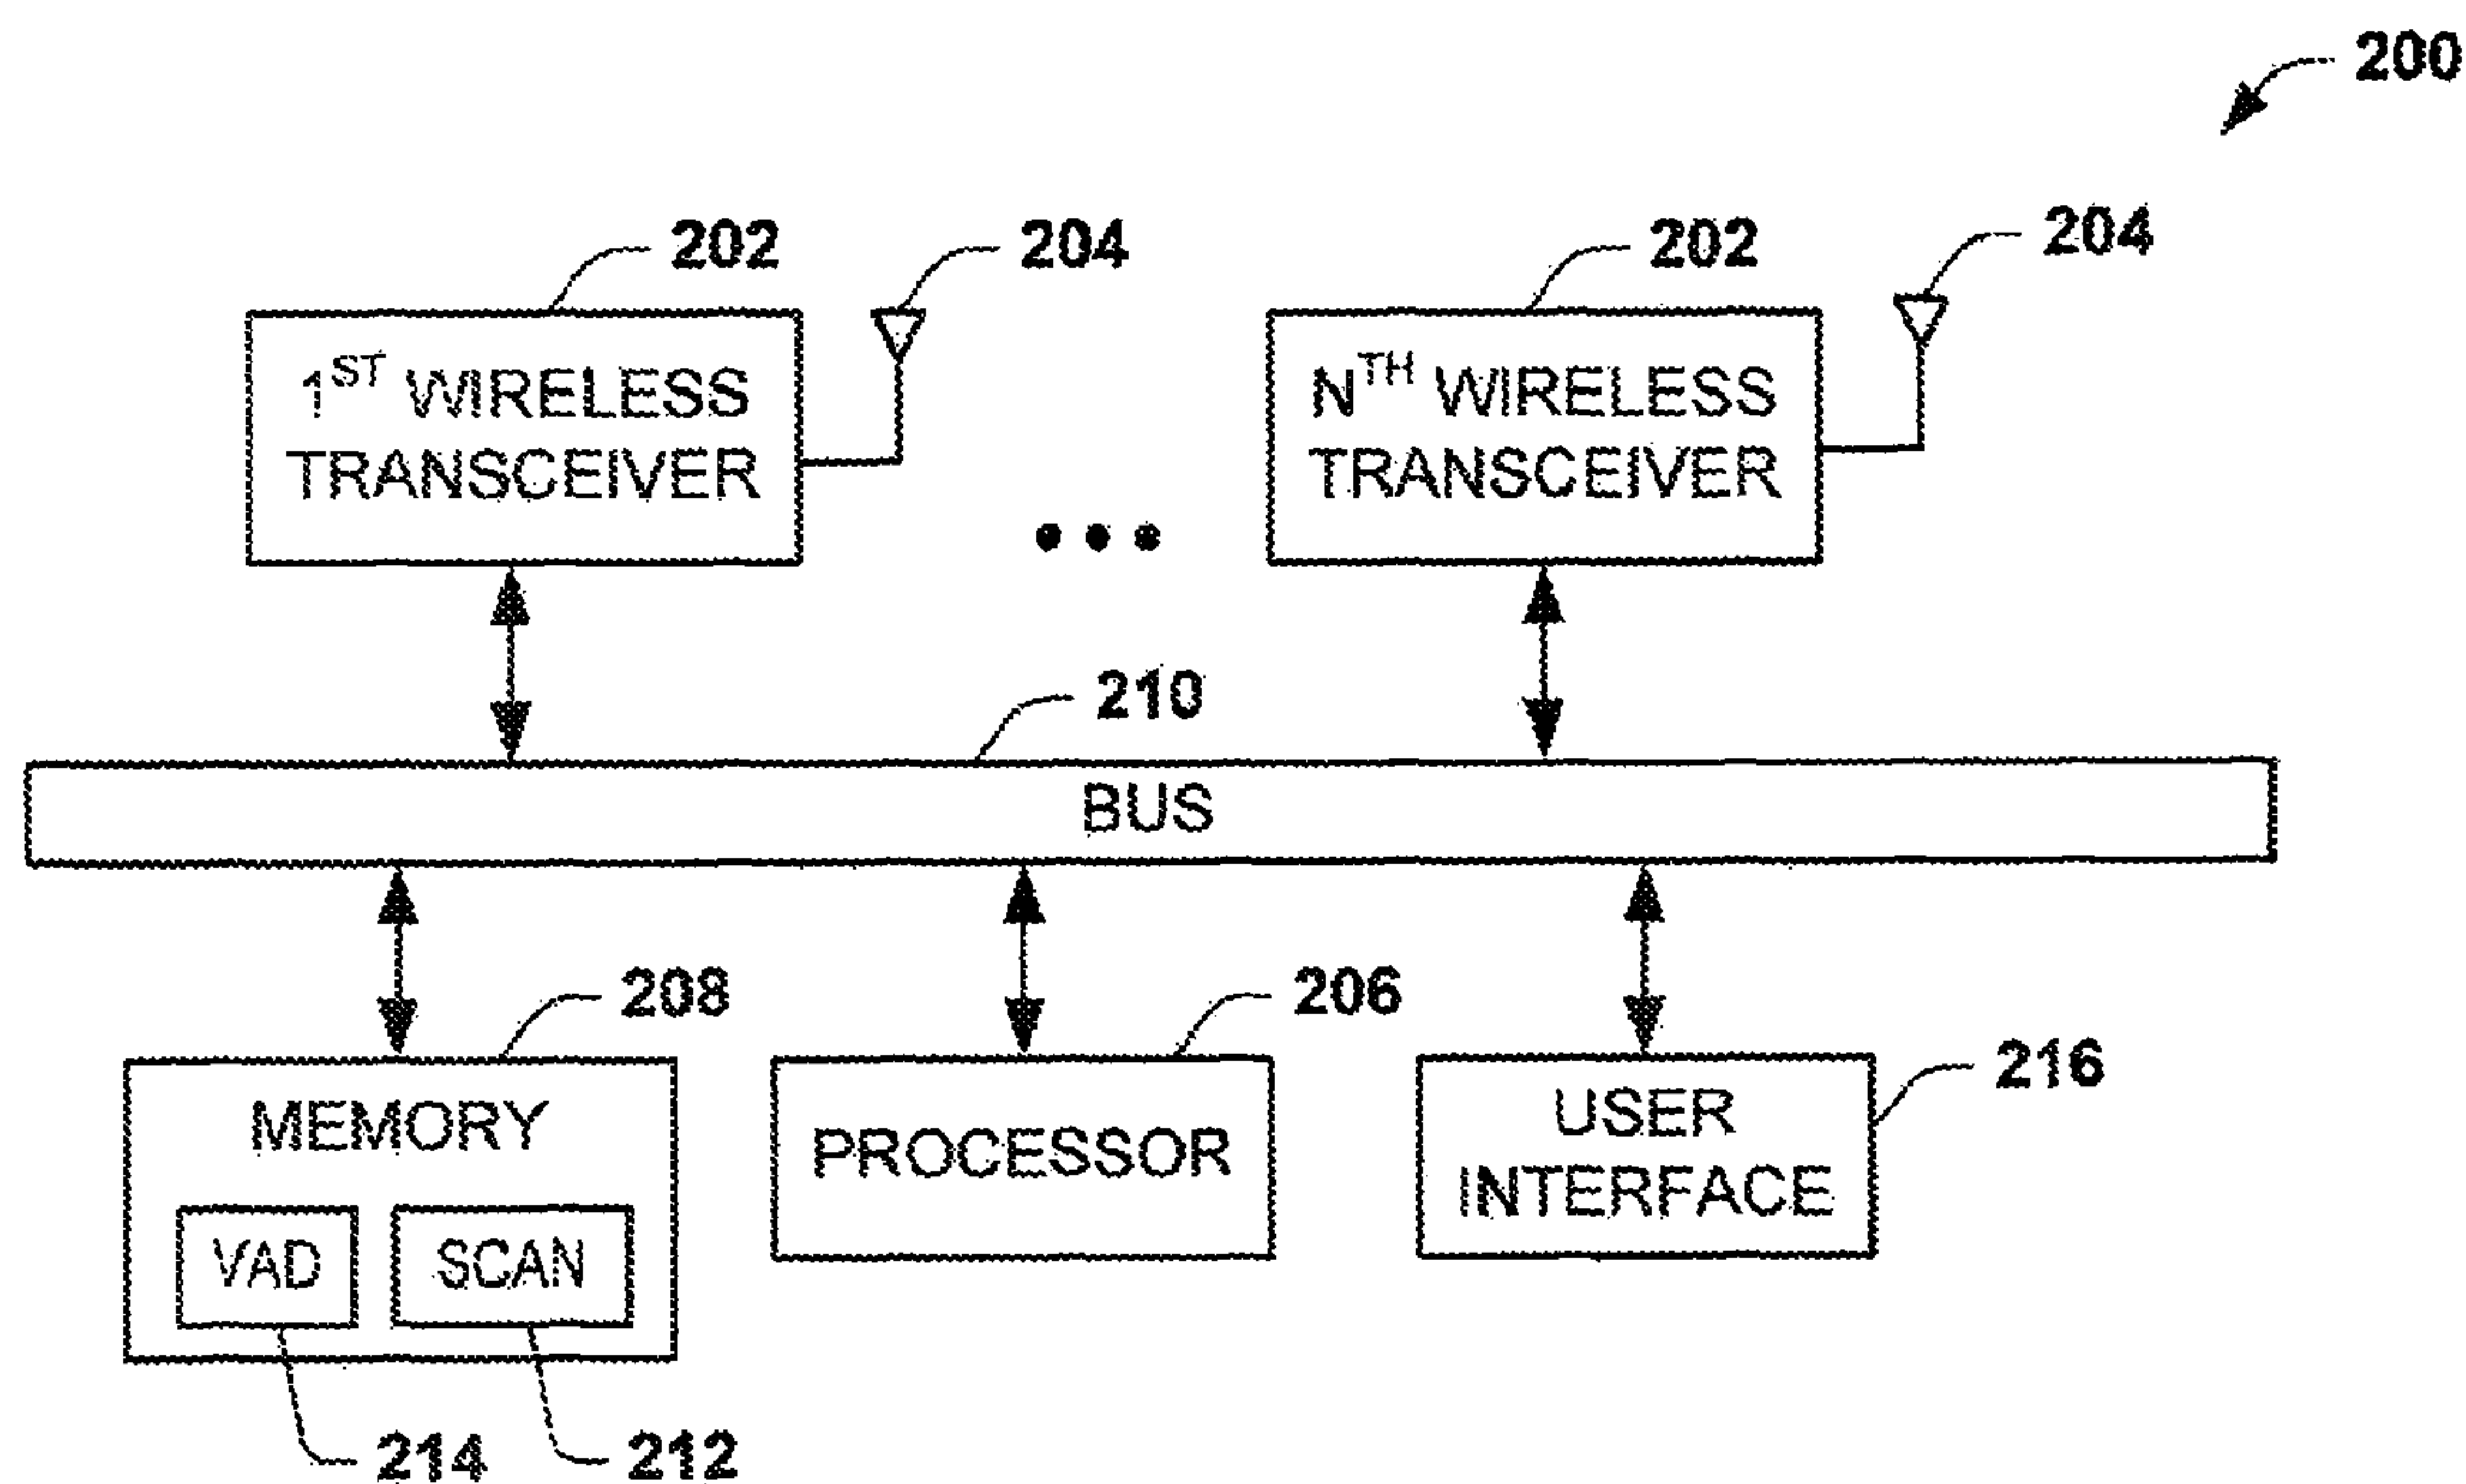 200
202
204
202
204
1ST WIRELESS
TRANSCEIVER
NTH WIRELESS
TRANSCEIVER
210
BUS
208
206
216
MEMORY
PROCESSOR
USER
INTERFACE
VAD
SCAN
214
212